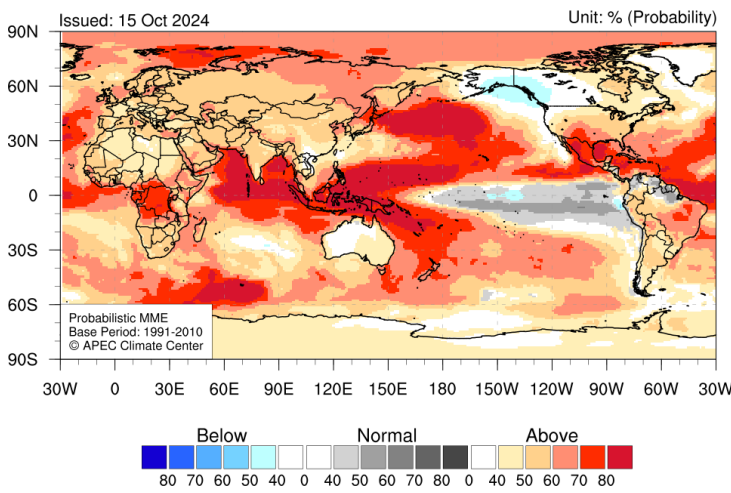 Issued: 15 Oct 2024 Unit: % (Probability)
90N
60N
30N
0
30S
60S
90S
Probabilistic MME
Base Period: 1991-2010
© APEC Climate Center
30W 0 30E 60E 90E 120E 150E 180 150W 120W 90W 60W 30W
Below Normal Above
80 70 60 50 40 0 40 50 60 70 80 0 40 50 60 70 80